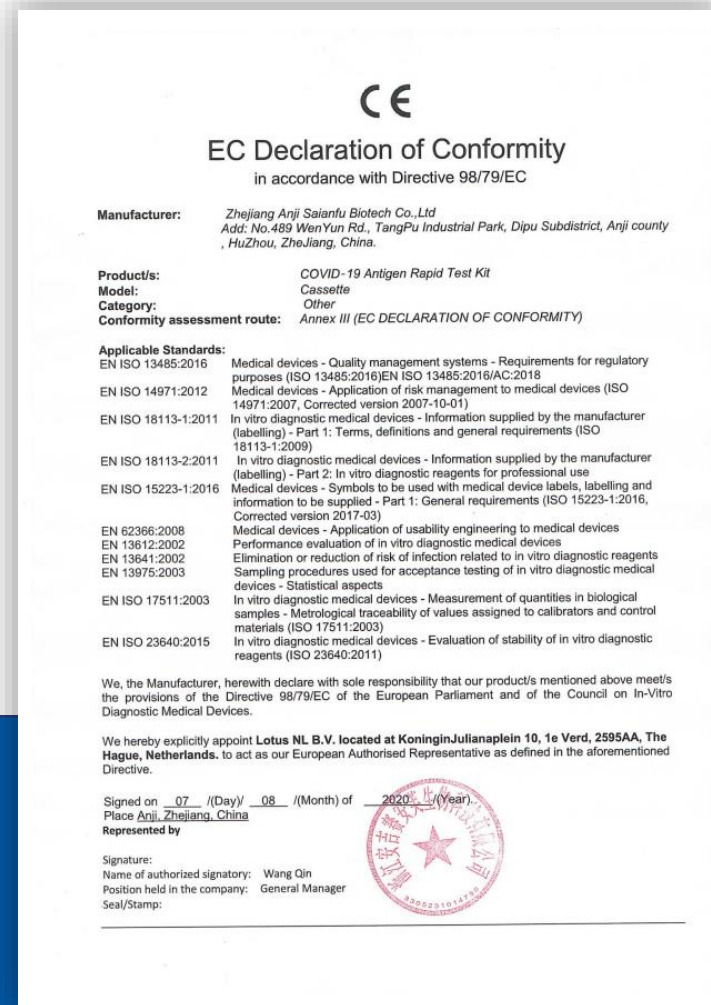 CE
EC Declaration of Conformity
in accordance with Directive 98/79/EC
Manufacturer: Zhejiang Anji Saianfu Biotech Co.,Ltd
Add: No.489 WenYun Rd., TangPu Industrial Park, Dipu Subdistrict, Anji county
, HuZhou, ZheJiang, China.
Product/s: COVID-19 Antigen Rapid Test Kit
Model: Cassette
Category: Other
Conformity assessment route: Annex III (EC DECLARATION OF CONFORMITY)
Applicable Standards:
EN ISO 13485:2016 Medical devices - Quality management systems - Requirements for regulatory
purposes (ISO 13485:2016)EN ISO 13485:2016/AC:2018
EN ISO 14971:2012 Medical devices - Application of risk management to medical devices (ISO
14971:2007, Corrected version 2007-10-01)
EN ISO 18113-1:2011 In vitro diagnostic medical devices - Information supplied by the manufacturer
(labelling) - Part 1: Terms, definitions and general requirements (ISO
18113-1:2009)
EN ISO 18113-2:2011 In vitro diagnostic medical devices - Information supplied by the manufacturer
(labelling) - Part 2: In vitro diagnostic reagents for professional use
EN ISO 15223-1:2016 Medical devices - Symbols to be used with medical device labels, labelling and
information to be supplied - Part 1: General requirements (ISO 15223-1:2016,
Corrected version 2017-03)
EN 62366:2008 Medical devices - Application of usability engineering to medical devices
EN 13612:2002 Performance evaluation of in vitro diagnostic medical devices
EN 13641:2002 Elimination or reduction of risk of infection related to in vitro diagnostic reagents
EN 13975:2003 Sampling procedures used for acceptance testing of in vitro diagnostic medical
devices - Statistical aspects
EN ISO 17511:2003 In vitro diagnostic medical devices - Measurement of quantities in biological
samples - Metrological traceability of values assigned to calibrators and control
materials (ISO 17511:2003)
EN ISO 23640:2015 In vitro diagnostic medical devices - Evaluation of stability of in vitro diagnostic
reagents (ISO 23640:2011)
We, the Manufacturer, herewith declare with sole responsibility that our product/s mentioned above meet/s
the provisions of the Directive 98/79/EC of the European Parliament and of the Council on In-Vitro
Diagnostic Medical Devices.
We hereby explicitly appoint Lotus NL B.V. located at KoninginJulianaplein 10, 1e Verd, 2595AA, The
Hague, Netherlands. to act as our European Authorised Representative as defined in the aforementioned
Directive.
Signed on 07 /(Day)/ 08 /(Month) of 2020 /(Year).
Place Anji, Zhejiang, China
Represented by
Signature:
Name of authorized signatory: Wang Qin
Position held in the company: General Manager
Seal/Stamp:
浙江安吉赛安芙生物科技有限公司